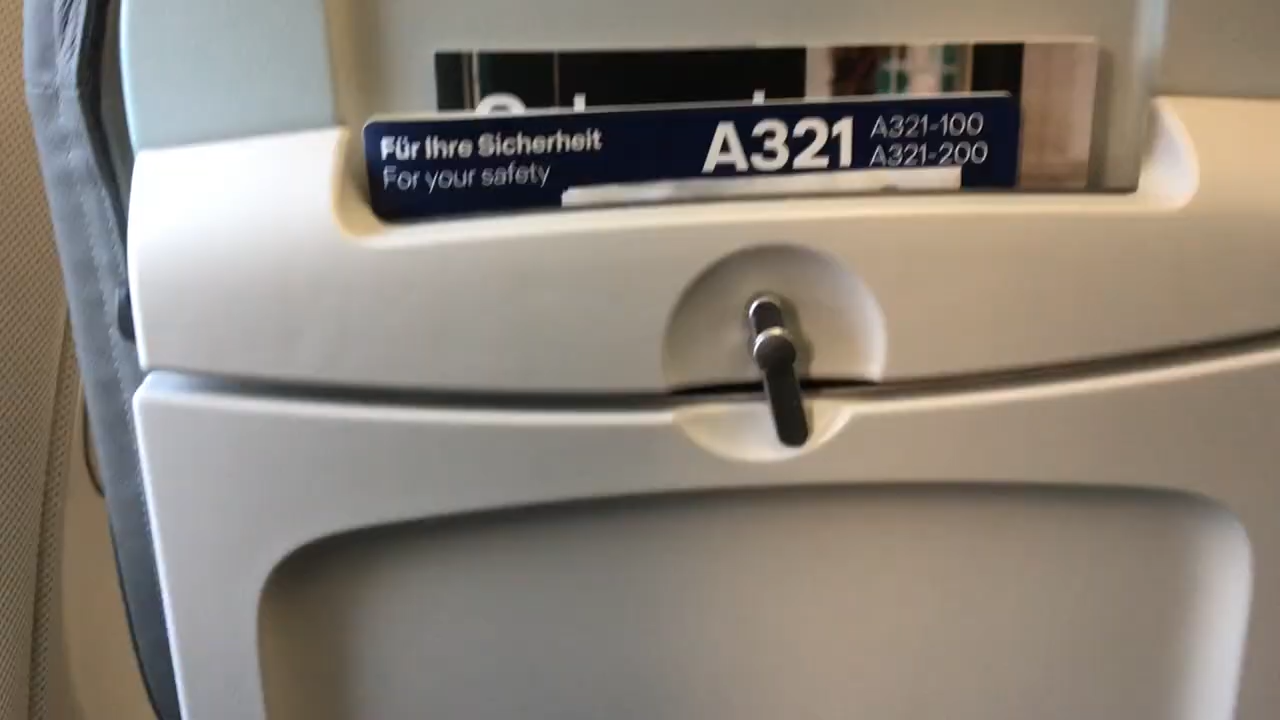 Für Ihre Sicherheit
For your safety
A321
A321-100
A321-200